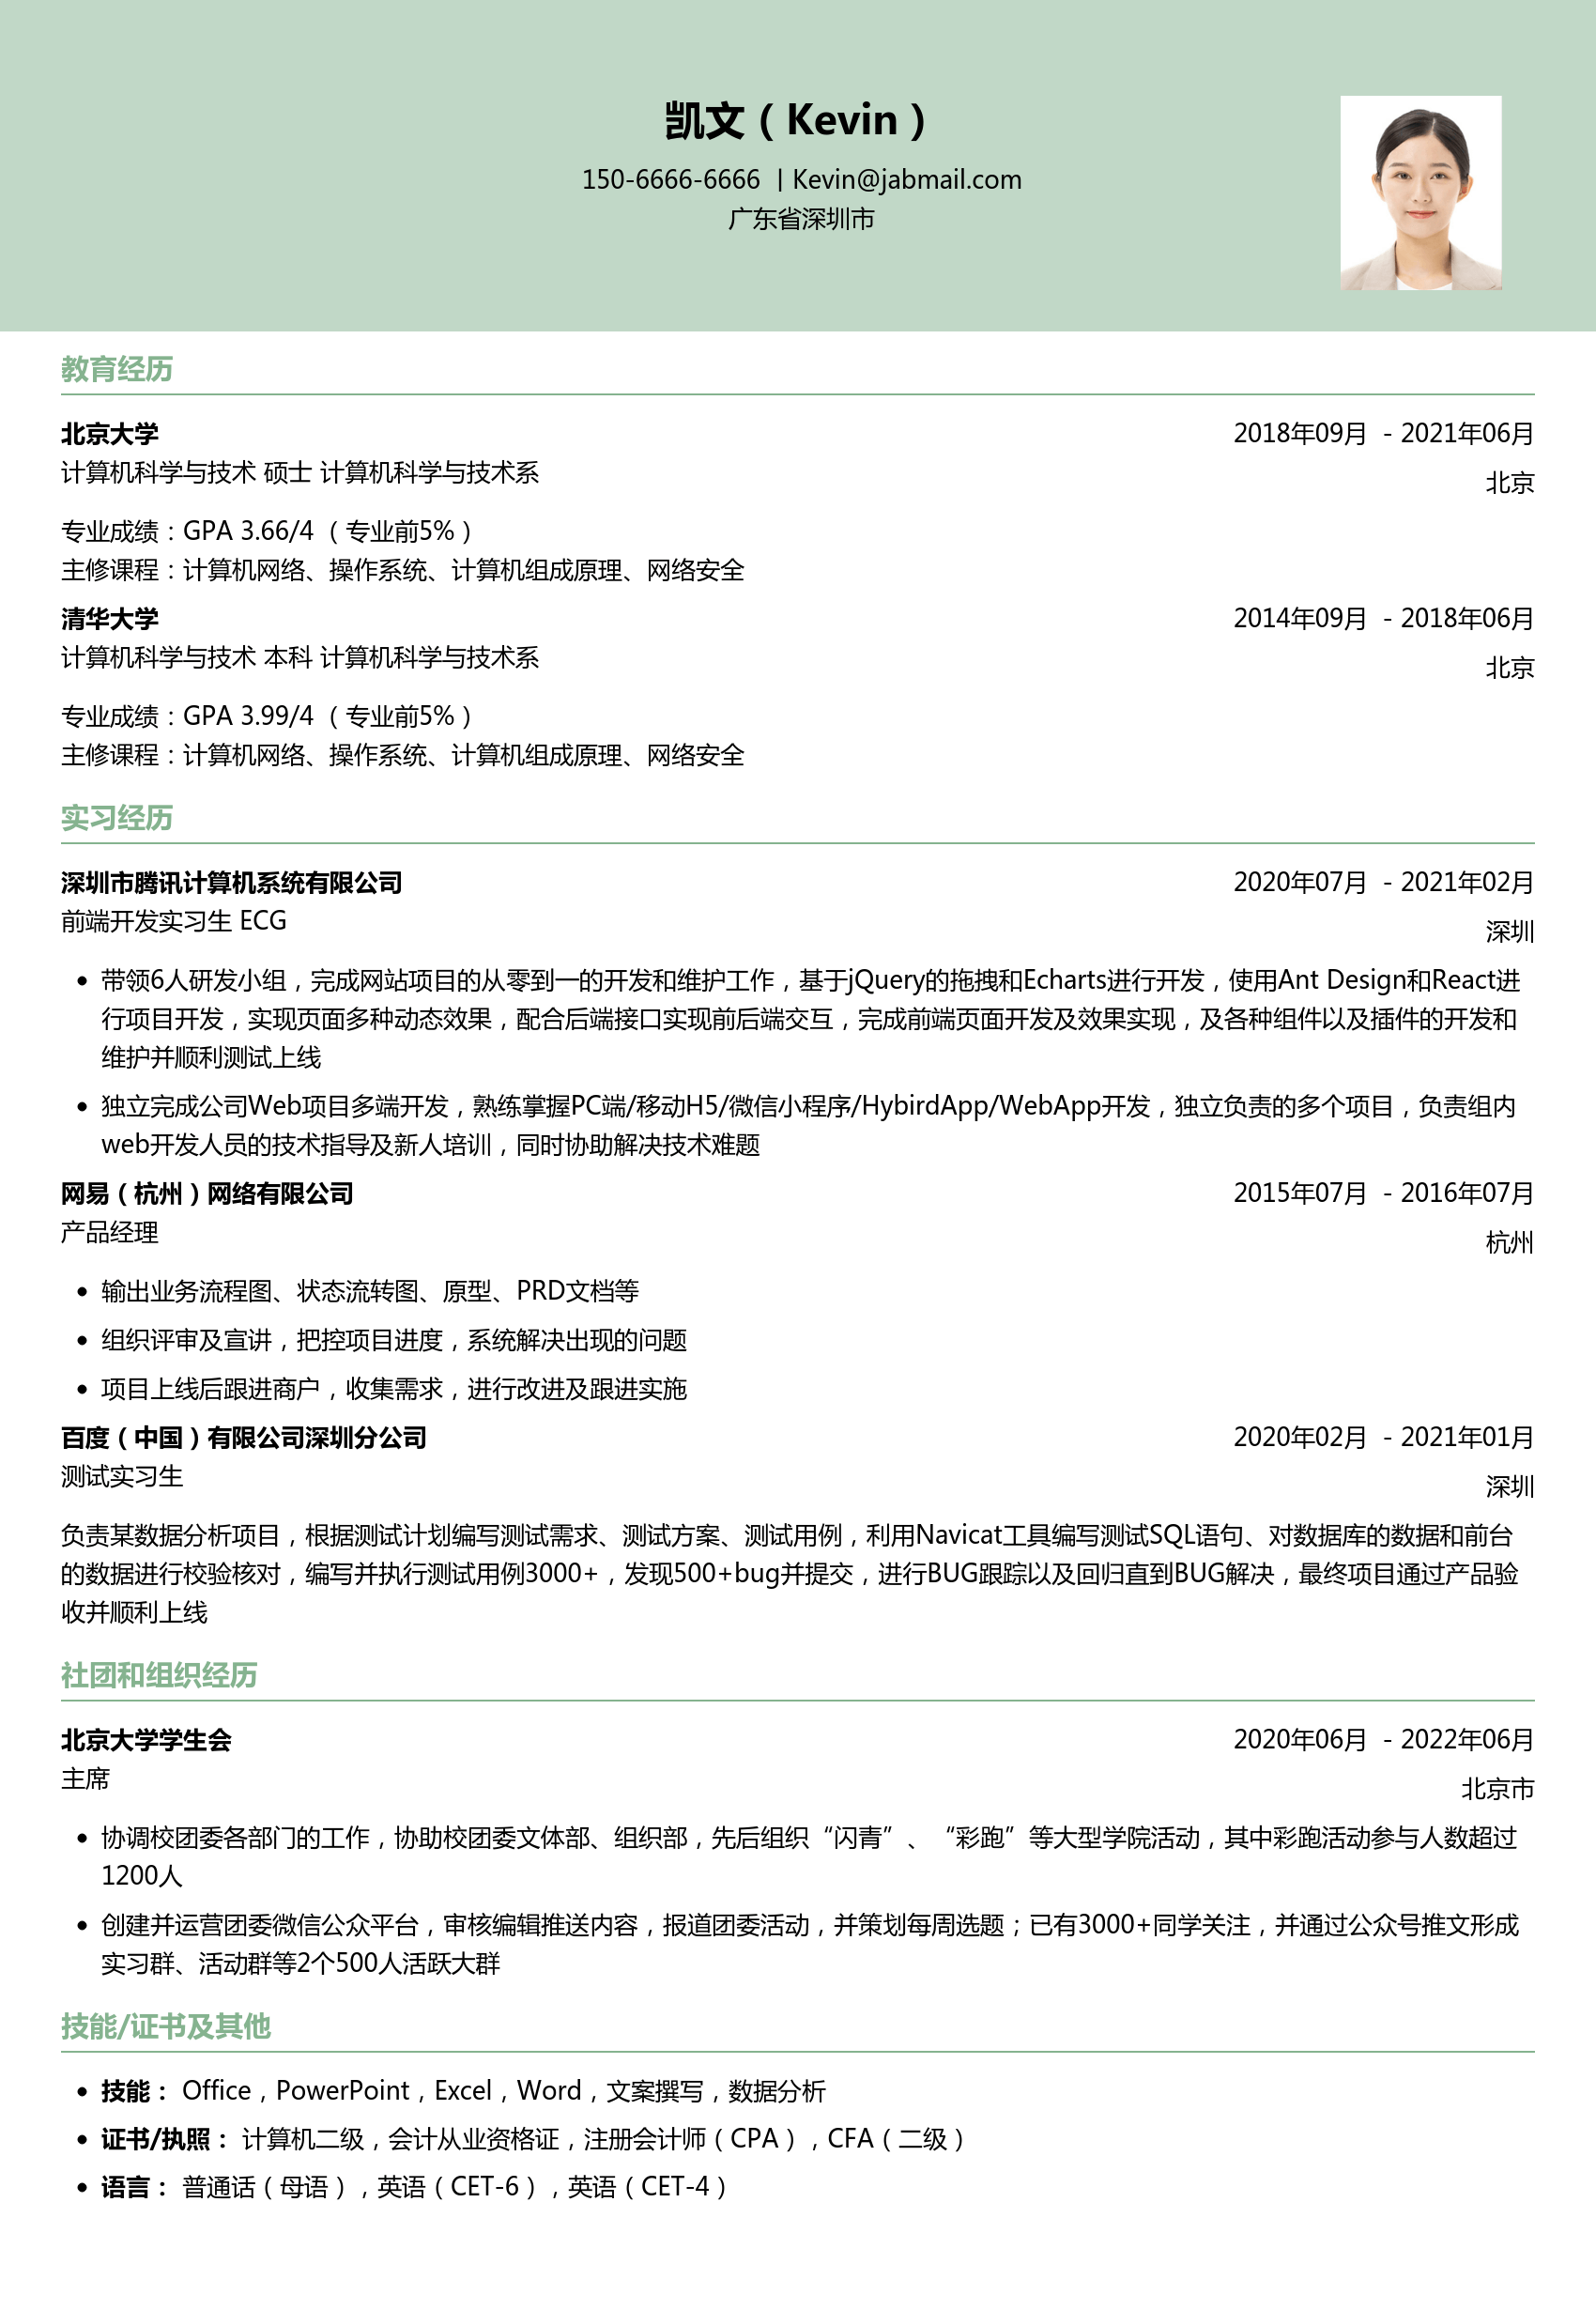 凯文（Kevin）
150-6666-6666 | Kevin@jabmail.com
广东省深圳市
教育经历
北京大学 2018年09月 - 2021年06月
计算机科学与技术 硕士 计算机科学与技术系 北京
专业成绩：GPA 3.66/4 （专业前5%）
主修课程：计算机网络、操作系统、计算机组成原理、网络安全
清华大学 2014年09月 - 2018年06月
计算机科学与技术 本科 计算机科学与技术系 北京
专业成绩：GPA 3.99/4 （专业前5%）
主修课程：计算机网络、操作系统、计算机组成原理、网络安全
实习经历
深圳市腾讯计算机系统有限公司 2020年07月 - 2021年02月
前端开发实习生 ECG 深圳
• 带领6人研发小组，完成网站项目的从零到一的开发和维护工作，基于jQuery的拖拽和Echarts进行开发，使用Ant Design和React进
行项目开发，实现页面多种动态效果，配合后端接口实现前后端交互，完成前端页面开发及效果实现，及各种组件以及插件的开发和
维护并顺利测试上线
• 独立完成公司Web项目多端开发，熟练掌握PC端/移动H5/微信小程序/HybirdApp/WebApp开发，独立负责的多个项目，负责组内
web开发人员的技术指导及新人培训，同时协助解决技术难题
网易（杭州）网络有限公司 2015年07月 - 2016年07月
产品经理 杭州
• 输出业务流程图、状态流转图、原型、PRD文档等
• 组织评审及宣讲，把控项目进度，系统解决出现的问题
• 项目上线后跟进商户，收集需求，进行改进及跟进实施
百度（中国）有限公司深圳分公司 2020年02月 - 2021年01月
测试实习生 深圳
负责某数据分析项目，根据测试计划编写测试需求、测试方案、测试用例，利用Navicat工具编写测试SQL语句、对数据库的数据和前台
的数据进行校验核对，编写并执行测试用例3000+，发现500+bug并提交，进行BUG跟踪以及回归直到BUG解决，最终项目通过产品验
收并顺利上线
社团和组织经历
北京大学学生会 2020年06月 - 2022年06月
主席 北京市
• 协调校团委各部门的工作，协助校团委文体部、组织部，先后组织“闪青”、“彩跑”等大型学院活动，其中彩跑活动参与人数超过
1200人
• 创建并运营团委微信公众平台，审核编辑推送内容，报道团委活动，并策划每周选题；已有3000+同学关注，并通过公众号推文形成
实习群、活动群等2个500人活跃大群
技能/证书及其他
• 技能： Office，PowerPoint，Excel，Word，文案撰写，数据分析
• 证书/执照： 计算机二级，会计从业资格证，注册会计师（CPA），CFA（二级）
• 语言： 普通话（母语），英语（CET-6），英语（CET-4）